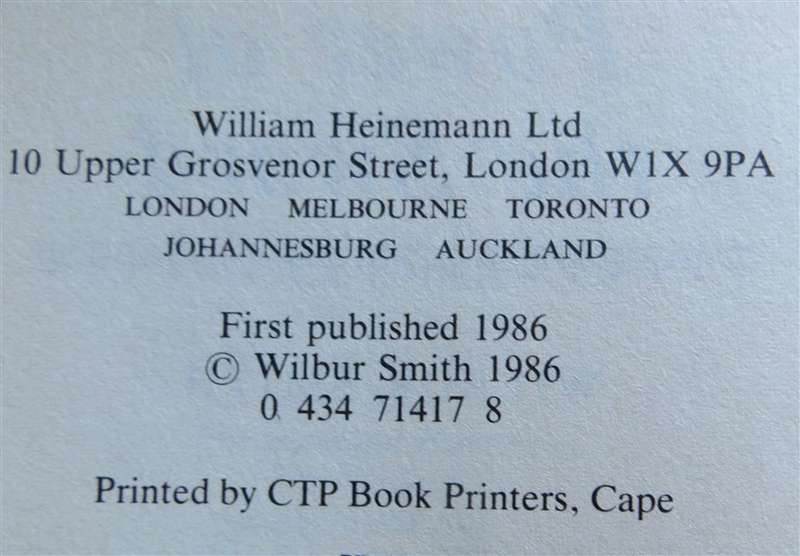 William Heinemann Ltd
10 Upper Grosvenor Street, London W1X 9PA
LONDON MELBOURNE TORONTO
JOHANNESBURG AUCKLAND
First published 1986
© Wilbur Smith 1986
0 434 71417 8
Printed by CTP Book Printers, Cape